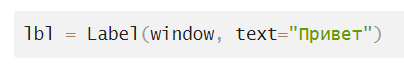 lbl = Label(window, text="Привет")